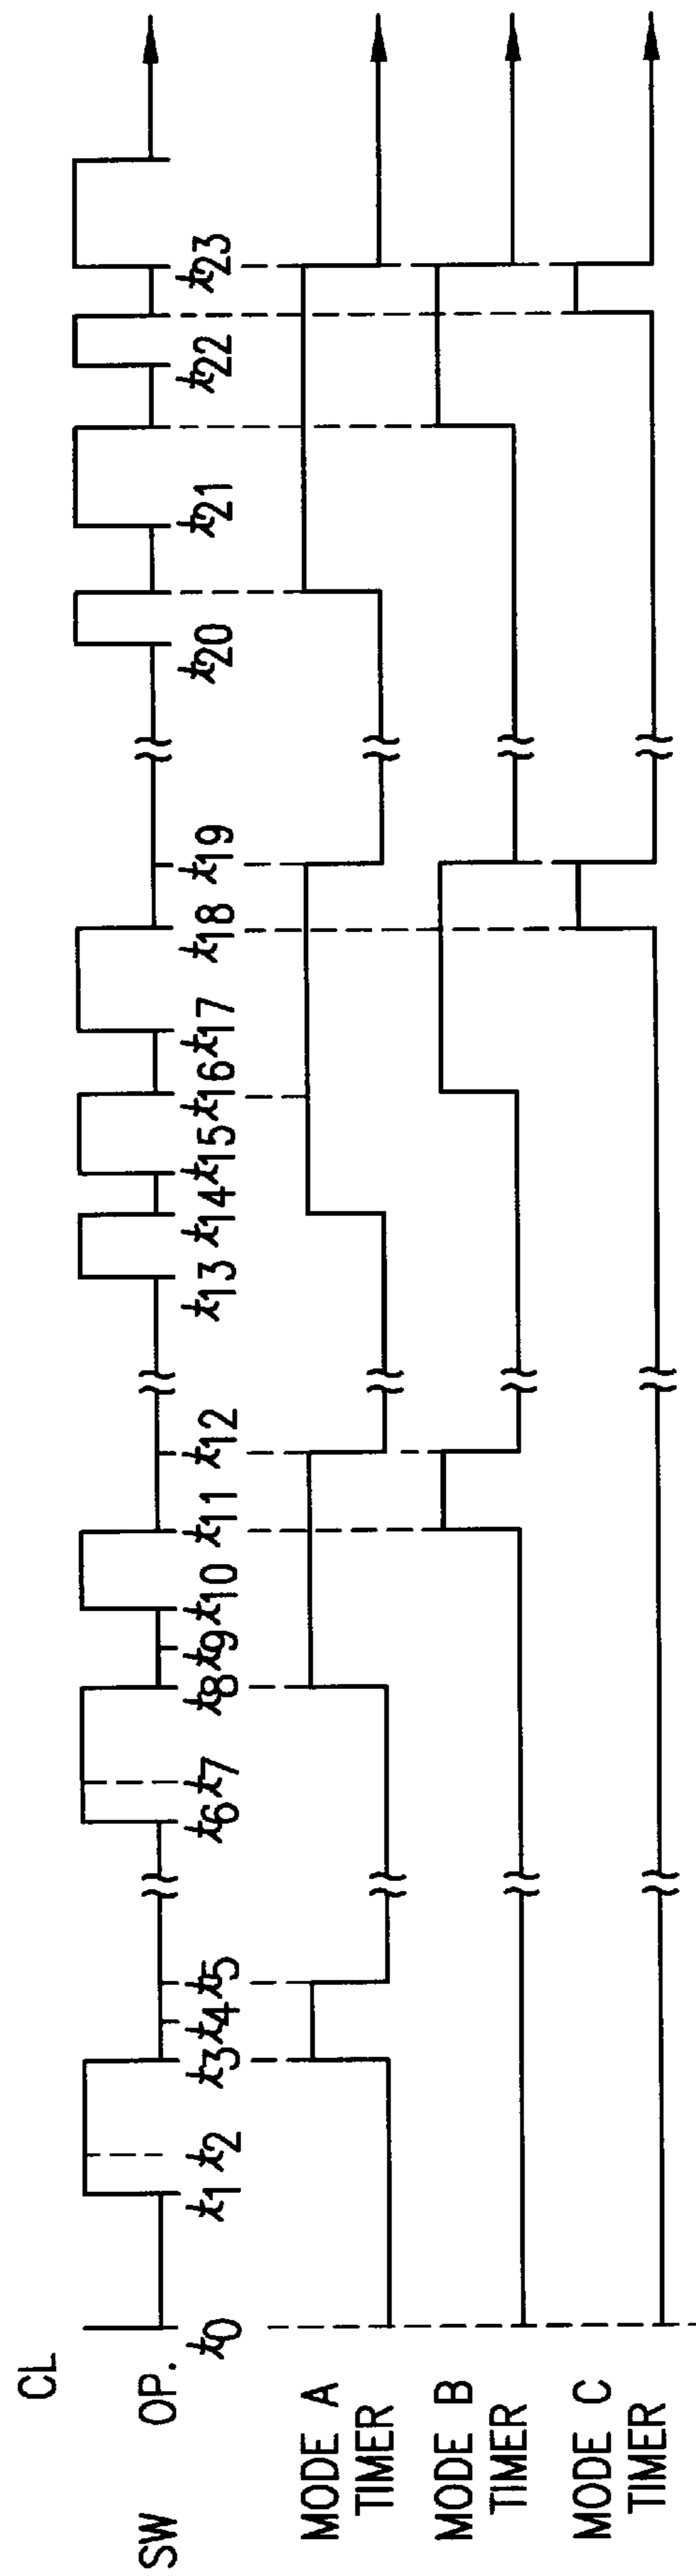 CL
SW OP.
t0 t1 t2 t3 t4 t5 t6 t7 t8 t9 t10 t11 t12 t13 t14 t15 t16 t17 t18 t19 t20 t21 t22 t23
MODE A
TIMER
MODE B
TIMER
MODE C
TIMER